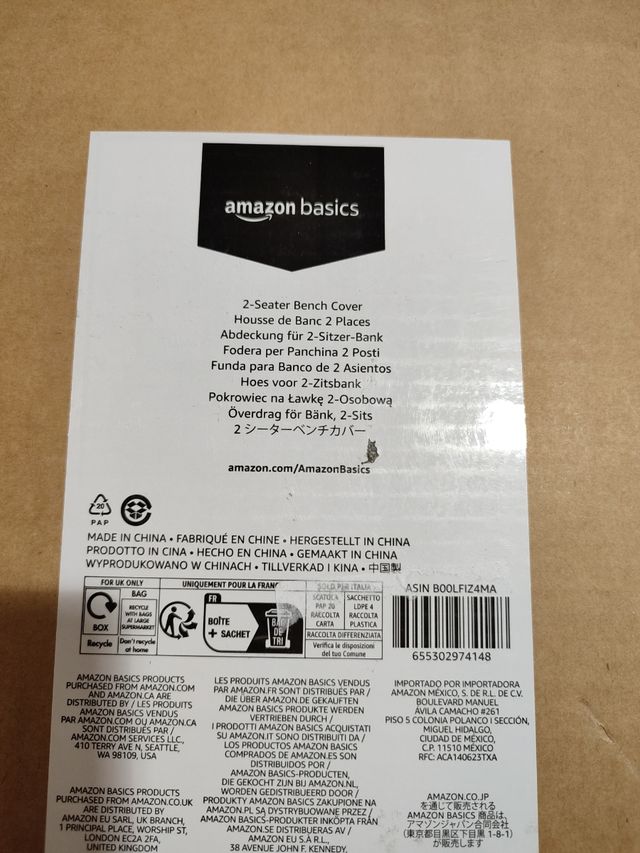 amazon basics
2-Seater Bench Cover
Housse de Banc 2 Places
Abdeckung für 2-Sitzer-Bank
Fodera per Panchina 2 Posti
Funda para Banco de 2 Asientos
Hoes voor 2-Zitsbank
Pokrowiec na Ławkę 2-Osobową
Överdrag för Bänk, 2-Sits
2 シーターベンチカバー
amazon.com/AmazonBasics
20
PAP
MADE IN CHINA • FABRIQUÉ EN CHINE • HERGESTELLT IN CHINA
PRODOTTO IN CINA • HECHO EN CHINA • GEMAAKT IN CHINA
WYPRODUKOWANO W CHINACH • TILLVERKAD I KINA • 中国製
FOR UK ONLY
BOX
Recycle
BAG
RECYCLE
WITH BAGS
AT LARGE
SUPERMARKET
Don't recycle
at home
UNIQUEMENT POUR LA FRANC
FR
BOÎTE
+ SACHET
BAC
DE
TRI
SOLO PER ITALIA
SCATOLA
PAP 20
RACCOLTA
CARTA
SACCHETTO
LDPE 4
RACCOLTA
PLASTICA
RACCOLTA DIFFERENZIATA
Verifica le disposizioni
del tuo Comune
ASIN B00LFIZ4MA
655302974148
AMAZON BASICS PRODUCTS
PURCHASED FROM AMAZON.COM
AND AMAZON.CA ARE
DISTRIBUTED BY / LES PRODUITS
AMAZON BASICS VENDUS
PAR AMAZON.COM OU AMAZON.CA
SONT DISTRIBUÉS PAR :
AMAZON.COM SERVICES LLC,
410 TERRY AVE N, SEATTLE,
WA 98109, USA
AMAZON BASICS PRODUCTS
PURCHASED FROM AMAZON.CO.UK
ARE DISTRIBUTED BY
AMAZON EU SARL, UK BRANCH,
1 PRINCIPAL PLACE, WORSHIP ST,
LONDON EC2A 2FA,
UNITED KINGDOM
LES PRODUITS AMAZON BASICS VENDUS
PAR AMAZON.FR SONT DISTRIBUÉS PAR /
DIE ÜBER AMAZON.DE GEKAUFTEN
AMAZON BASICS PRODUKTE WERDEN
VERTRIEBEN DURCH /
I PRODOTTI AMAZON BASICS ACQUISTATI
SU AMAZON.IT SONO DISTRIBUITI DA /
LOS PRODUCTOS AMAZON BASICS
COMPRADOS DE AMAZON.ES SON
DISTRIBUIDOS POR /
AMAZON BASICS-PRODUCTEN,
DIE GEKOCHT ZIJN BIJ AMAZON.NL,
WORDEN GEDISTRIBUEERD DOOR /
PRODUKTY AMAZON BASICS ZAKUPIONE NA
AMAZON.PL SĄ DYSTRYBUOWANE PRZEZ /
AMAZON BASICS-PRODUKTER INKÖPTA FRÅN
AMAZON.SE DISTRIBUERAS AV /
AMAZON EU S.À R.L.,
38 AVENUE JOHN F. KENNEDY,
IMPORTADO POR IMPORTADORA
AMAZON MÉXICO, S. DE R.L. DE C.V.
BOULEVARD MANUEL
ÁVILA CAMACHO #261
PISO 5 COLONIA POLANCO I SECCIÓN,
MIGUEL HIDALGO,
CIUDAD DE MÉXICO,
C.P. 11510 MÉXICO
RFC: ACA140623TXA
AMAZON.CO.JP
を通じて販売される
AMAZON BASICS 商品は、
アマゾンジャパン合同会社
(東京都目黒区下目黒 1-8-1)
が販売します